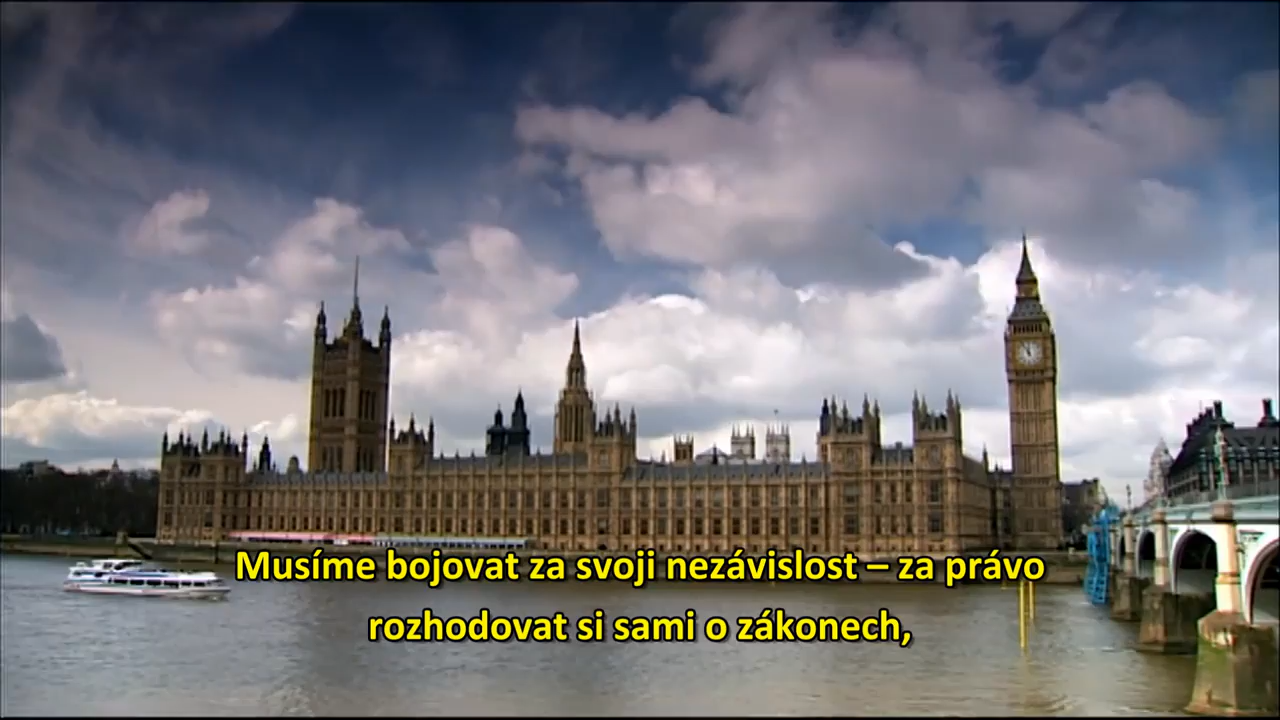 Musíme bojovat za svoji nezávislost – za právo
rozhodovat si sami o zákonech,